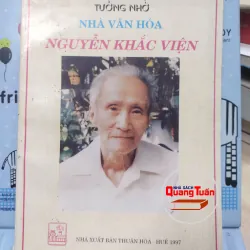 TƯỞNG NHỚ
NHÀ VĂN HÓA
NGUYỄN KHẮC VIỆN
NHÀ SÁCH
Quang Tuấn
NHÀ XUẤT BẢN THUẬN HÓA - HUẾ 1997